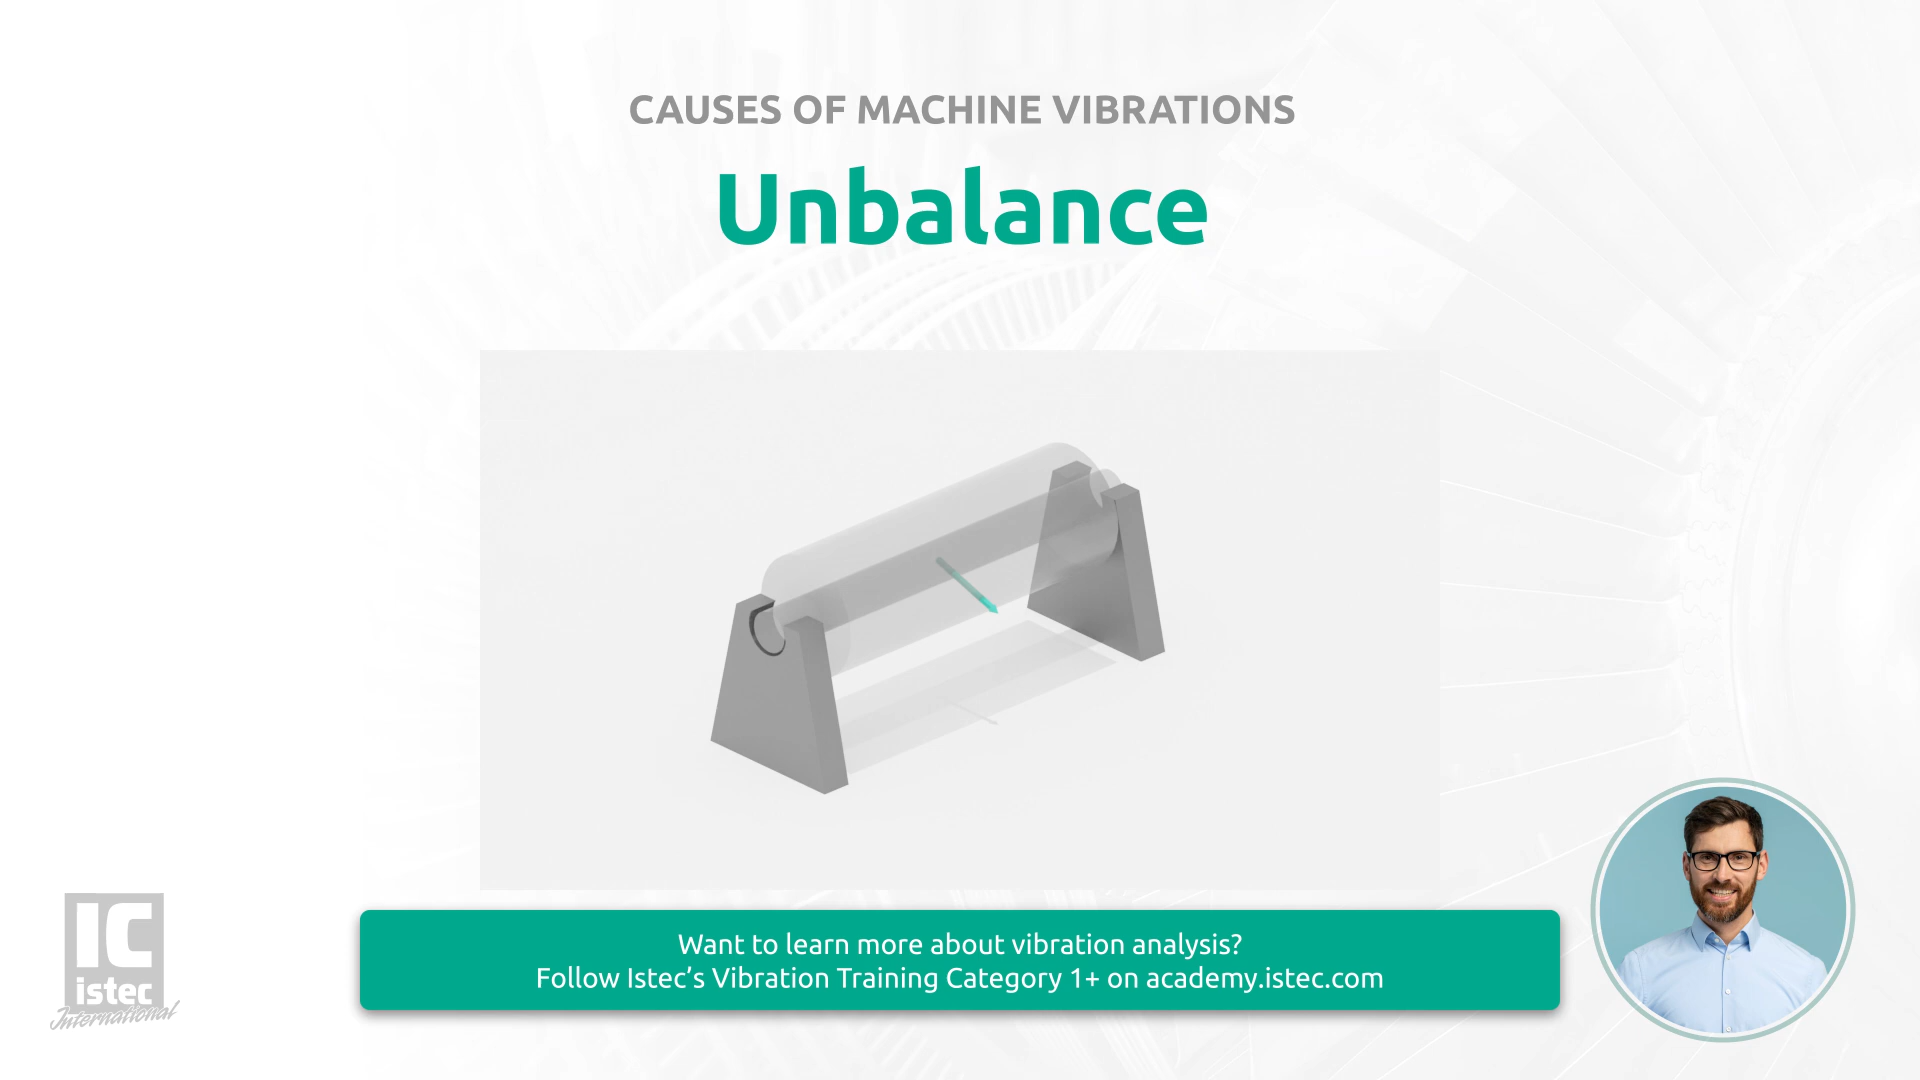 CAUSES OF MACHINE VIBRATIONS
Unbalance
Want to learn more about vibration analysis?
Follow Istec’s Vibration Training Category 1+ on academy.istec.com
IC
istec
International